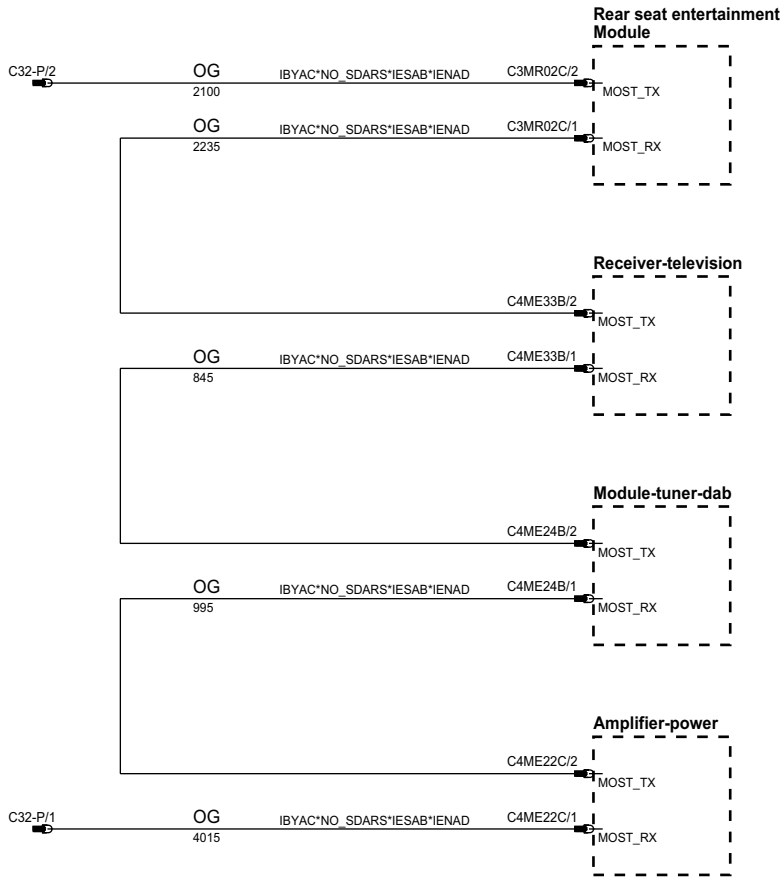 Rear seat entertainment
Module
C32-P/2
OG
IBYAC*NO_SDARS*IESAB*IENAD
C3MR02C/2
2100
MOST_TX
OG
IBYAC*NO_SDARS*IESAB*IENAD
C3MR02C/1
2235
MOST_RX
Receiver-television
C4ME33B/2
MOST_TX
OG
IBYAC*NO_SDARS*IESAB*IENAD
C4ME33B/1
845
MOST_RX
Module-tuner-dab
C4ME24B/2
MOST_TX
OG
IBYAC*NO_SDARS*IESAB*IENAD
C4ME24B/1
995
MOST_RX
Amplifier-power
C4ME22C/2
MOST_TX
C32-P/1
OG
IBYAC*NO_SDARS*IESAB*IENAD
C4ME22C/1
4015
MOST_RX